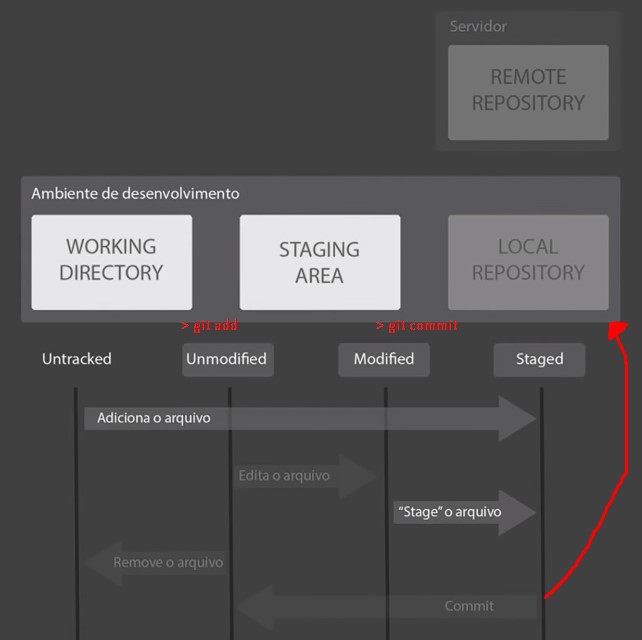 Servidor
REMOTE
REPOSITORY
Ambiente de desenvolvimento
WORKING
DIRECTORY
STAGING
AREA
LOCAL
REPOSITORY
> git add
> git commit
Untracked
Unmodified
Modified
Staged
Adiciona o arquivo
Edita o arquivo
“Stage” o arquivo
Remove o arquivo
Commit